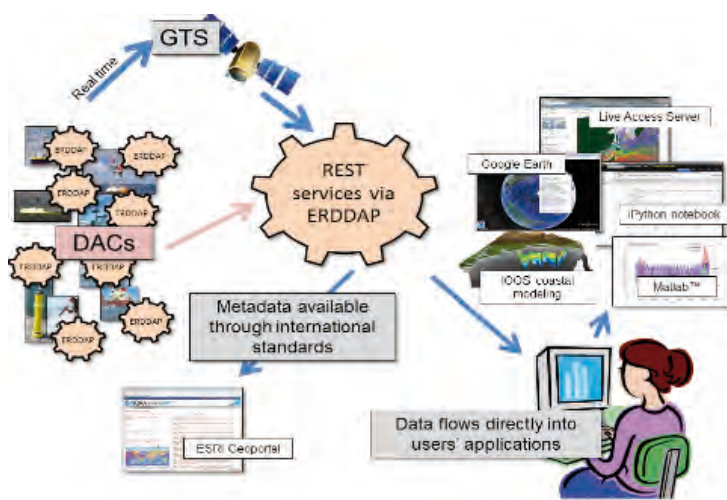 GTS
Real time
Live Access Server
Google Earth
ERDDAP
ERDDAP
ERDDAP
ERDDAP
DACs
ERDDAP
ERDDAP
ERDDAP
ERDDAP
REST
services via
ERDDAP
iPython notebook
IOOS coastal
modeling
Matlab™
Metadata available
through international
standards
Data flows directly into
users' applications
ESRI Geoportal